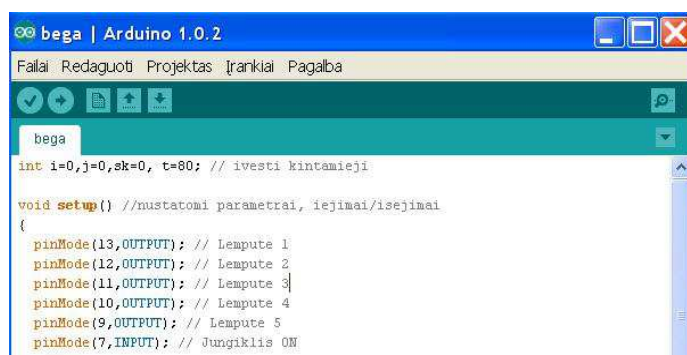 bega | Arduino 1.0.2
Failai Redaguoti Projektas Įrankiai Pagalba
bega
int i=0,j=0,sk=0, t=80; // ivesti kintamieji
void setup() //nustatomi parametrai, iejimai/isejimai
{
pinMode(13,OUTPUT); // Lempute 1
pinMode(12,OUTPUT); // Lempute 2
pinMode(11,OUTPUT); // Lempute 3
pinMode(10,OUTPUT); // Lempute 4
pinMode(9,OUTPUT); // Lempute 5
pinMode(7,INPUT); // Jungiklis ON